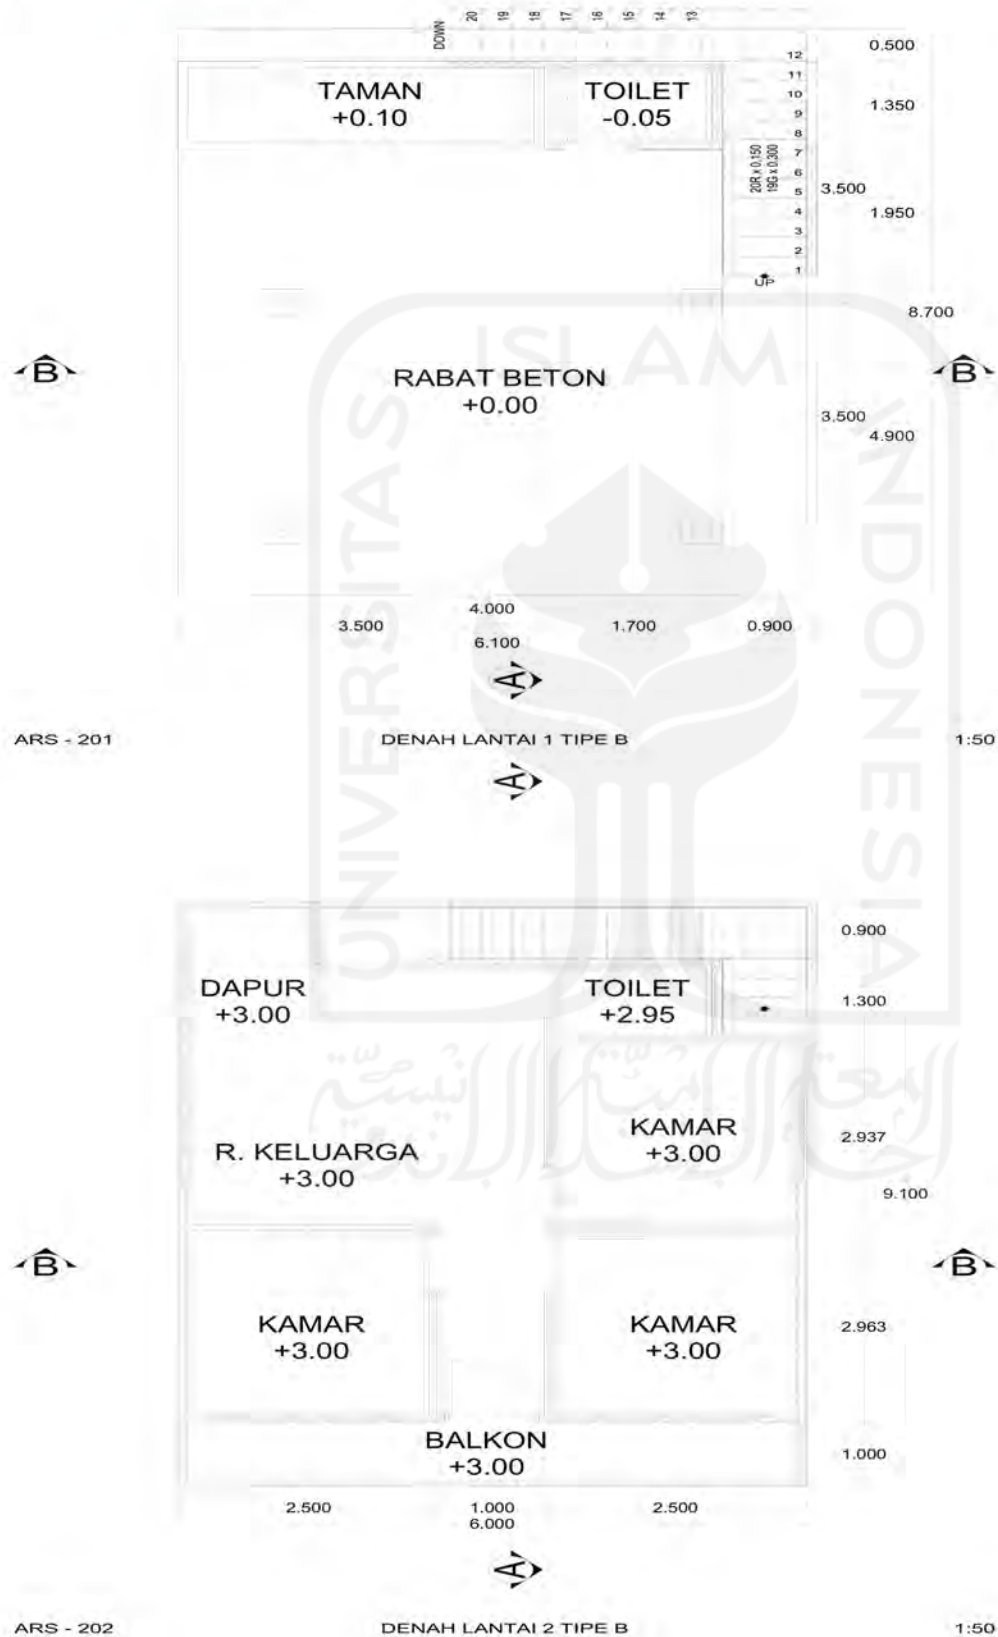 DOWN
20
19
18
17
16
15
14
13
12
11
10
9
8
7
6
5
4
3
2
1
UP
20R x 0.150
19G x 0.300
0.500
1.350
3.500
1.950
8.700
3.500
4.900
TAMAN
+0.10
TOILET
-0.05
B
RABAT BETON
+0.00
B
4.000
3.500
1.700
0.900
6.100
A
ARS - 201
DENAH LANTAI 1 TIPE B
1:50
A
0.900
DAPUR
+3.00
TOILET
+2.95
1.300
KAMAR
+3.00
2.937
R. KELUARGA
+3.00
9.100
B
B
KAMAR
+3.00
KAMAR
+3.00
2.963
BALKON
+3.00
1.000
2.500
1.000
2.500
6.000
A
ARS - 202
DENAH LANTAI 2 TIPE B
1:50
UNIVERSITAS
ISLAM
INDONESIA